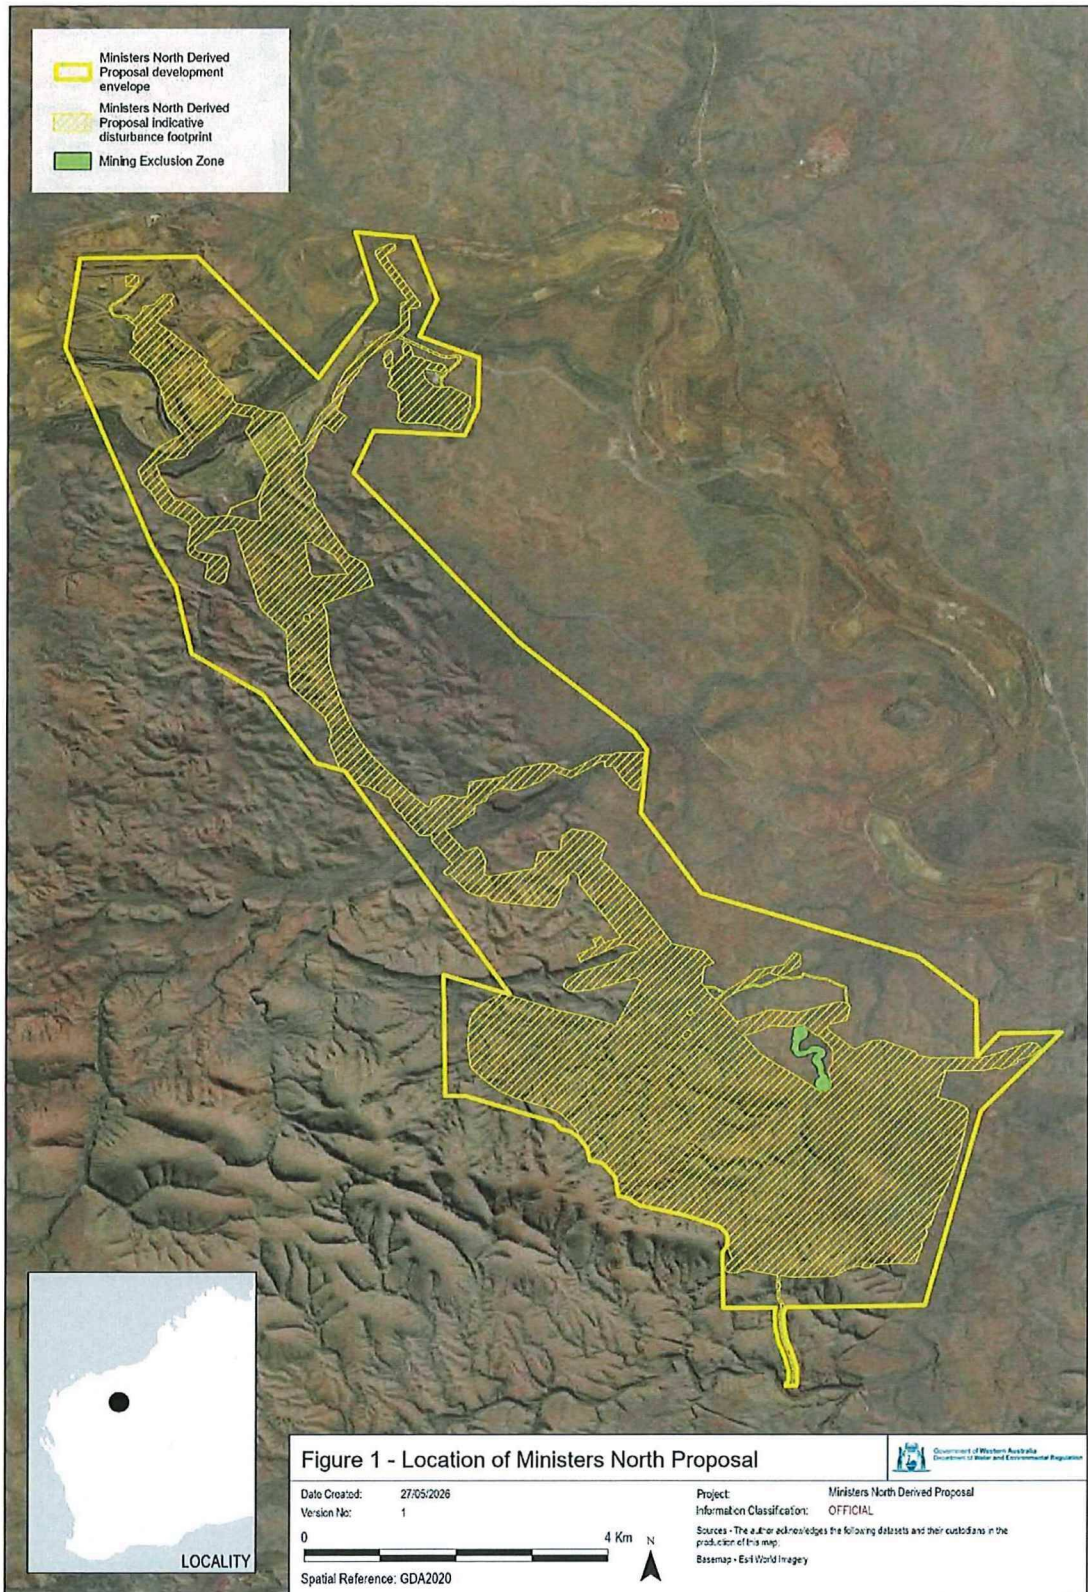 Ministers North Derived
Proposal development
envelope
Ministers North Derived
Proposal indicative
disturbance footprint
Mining Exclusion Zone
LOCALITY
Figure 1 - Location of Ministers North Proposal
Government of Western Australia
Department of Water and Environmental Regulation
Date Created: 27/05/2026
Version No: 1
0 4 Km N
Spatial Reference: GDA2020
Project: Ministers North Derived Proposal
Information Classification: OFFICIAL
Sources - The author acknowledges the following datasets and their custodians in the
production of this map:
Basemap - Esri World Imagery